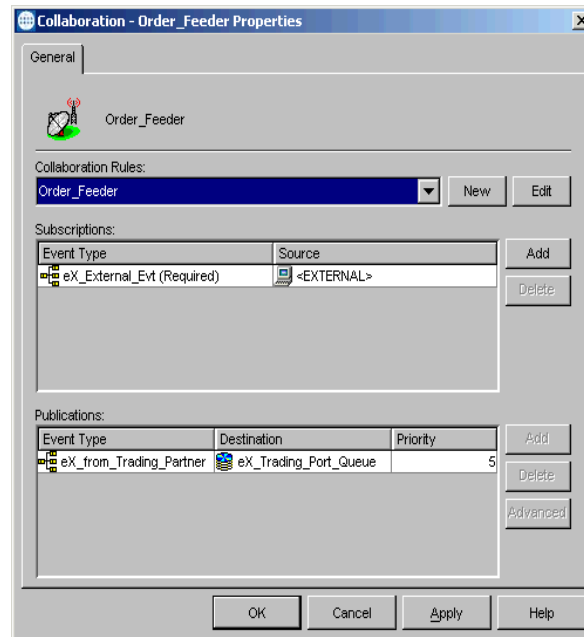 Collaboration - Order_Feeder Properties
General
Order_Feeder
Collaboration Rules:
Order_Feeder New Edit
Subscriptions:
Event Type Source Add
eX_External_Evt (Required) <EXTERNAL>
Delete
Publications:
Event Type Destination Priority Add
eX_from_Trading_Partner eX_Trading_Port_Queue 5
Delete
Advanced
OK Cancel Apply Help